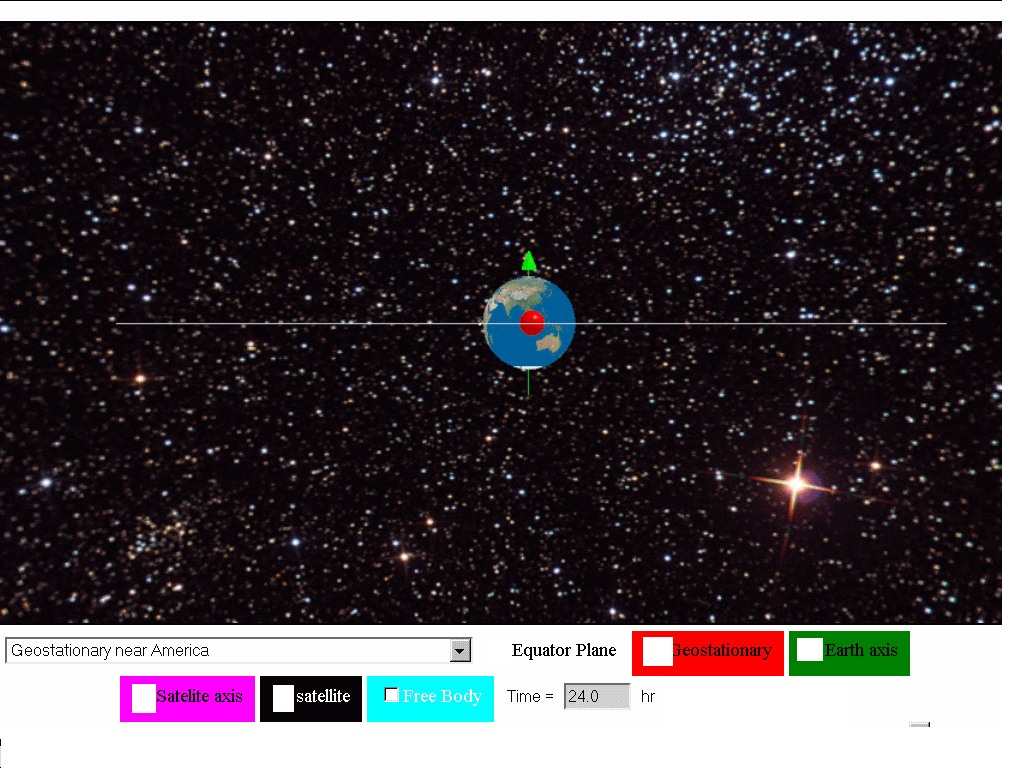 Geostationary near America
Equator Plane
Geostationary
Earth axis
Satelite axis
satellite
Free Body
Time = 24.0 hr